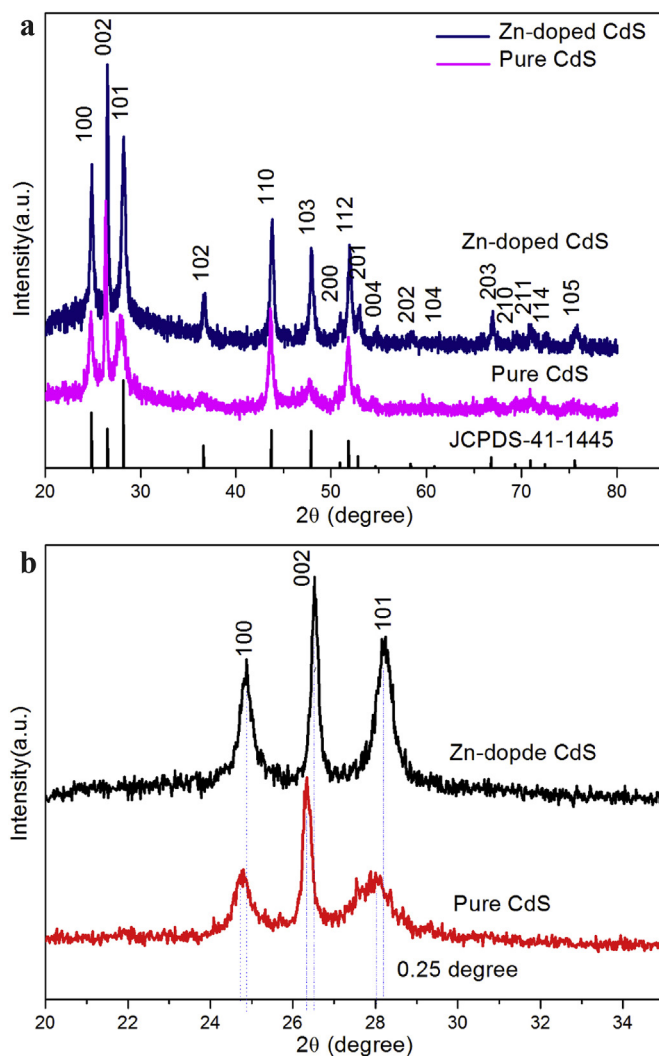 a
Zn-doped CdS
Pure CdS
002
101
100
110
103
112
102
200
201
004
202
104
203
210
211
114
105
Zn-doped CdS
Pure CdS
JCPDS-41-1445
Intensity(a.u.)
20 30 40 50 60 70 80
2θ (degree)
b
002
101
100
Zn-dopde CdS
Pure CdS
0.25 degree
Intensity(a.u.)
20 22 24 26 28 30 32 34
2θ (degree)